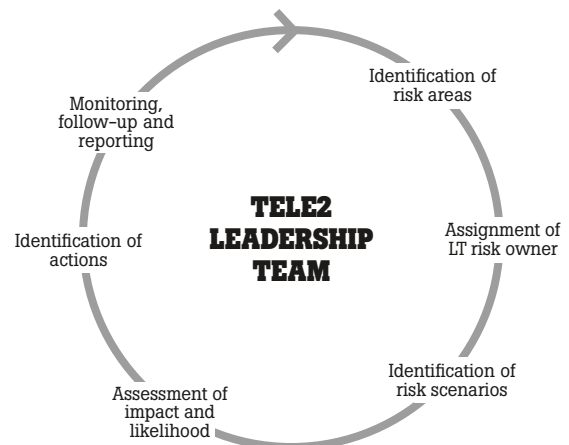 Identification of
risk areas
Monitoring,
follow-up and
reporting
TELE2
LEADERSHIP
TEAM
Assignment of
LT risk owner
Identification of
actions
Identification of
risk scenarios
Assessment of
impact and
likelihood